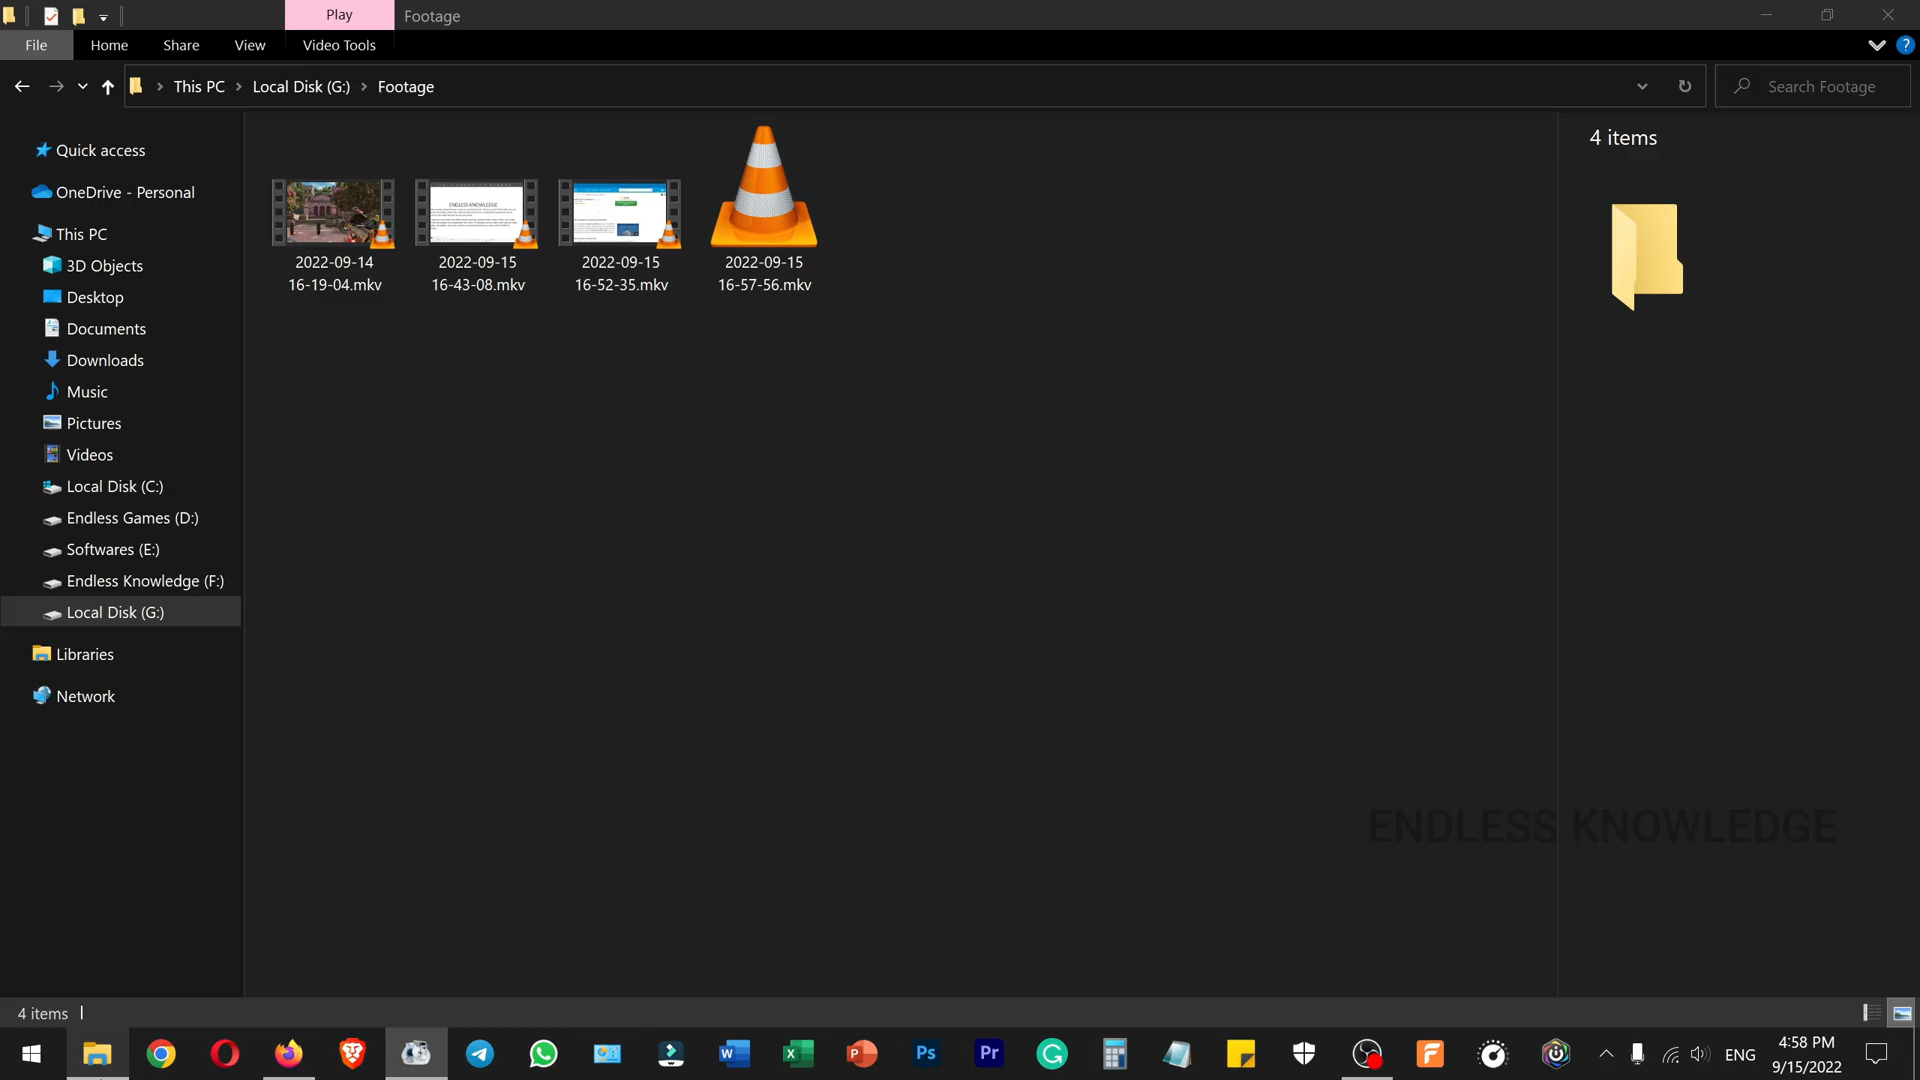 Play
Footage
File
Home
Share
View
Video Tools
This PC
Local Disk (G:)
Footage
Search Footage
Quick access
OneDrive - Personal
This PC
3D Objects
Desktop
Documents
Downloads
Music
Pictures
Videos
Local Disk (C:)
Endless Games (D:)
Softwares (E:)
Endless Knowledge (F:)
Local Disk (G:)
Libraries
Network
ENDLESS KNOWLEDGE
2022-09-14
16-19-04.mkv
2022-09-15
16-43-08.mkv
2022-09-15
16-52-35.mkv
2022-09-15
16-57-56.mkv
4 items
ENDLESS KNOWLEDGE
4 items
W
X
P
Ps
Pr
ENG
4:58 PM
9/15/2022